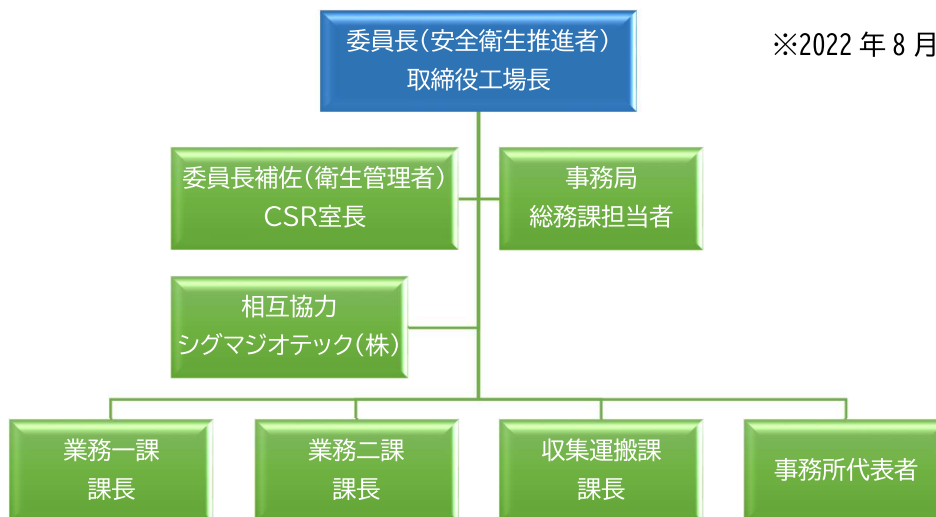 委員長(安全衛生推進者)
取締役工場長
※2022年8月
委員長補佐(衛生管理者)
CSR室長
事務局
総務課担当者
相互協力
シグマジオテック(株)
業務一課
課長
業務二課
課長
収集運搬課
課長
事務所代表者